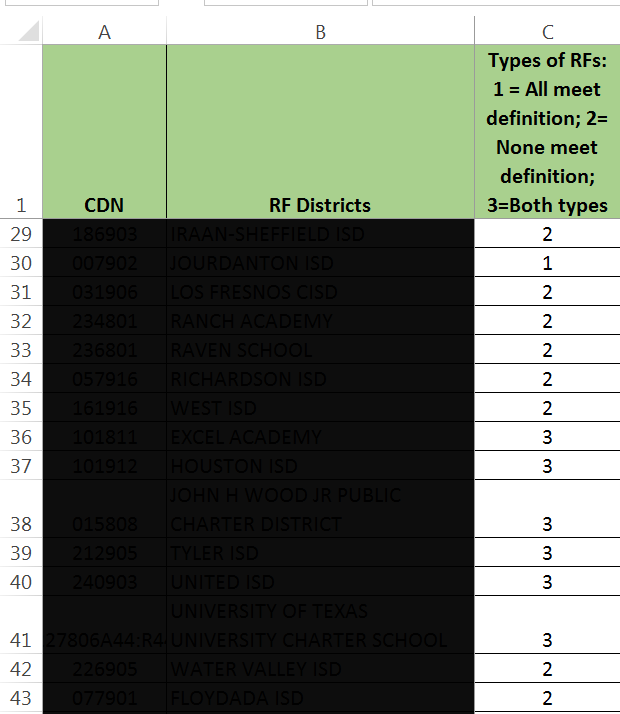 A B C
Types of RFs:
1 = All meet
definition; 2=
None meet
definition;
1 CDN RF Districts 3=Both types
29 186903 IRAAN-SHEFFIELD ISD 2
30 007902 JOURDANTON ISD 1
31 031906 LOS FRESNOS CISD 2
32 234801 RANCH ACADEMY 2
33 236801 RAVEN SCHOOL 2
34 057916 RICHARDSON ISD 2
35 161916 WEST ISD 2
36 101811 EXCEL ACADEMY 3
37 101912 HOUSTON ISD 3
JOHN H WOOD JR PUBLIC
38 015808 CHARTER DISTRICT 3
39 212905 TYLER ISD 3
40 240903 UNITED ISD 3
UNIVERSITY OF TEXAS
41 27806A44:R4 UNIVERSITY CHARTER SCHOOL 3
42 226905 WATER VALLEY ISD 2
43 077901 FLOYDADA ISD 2